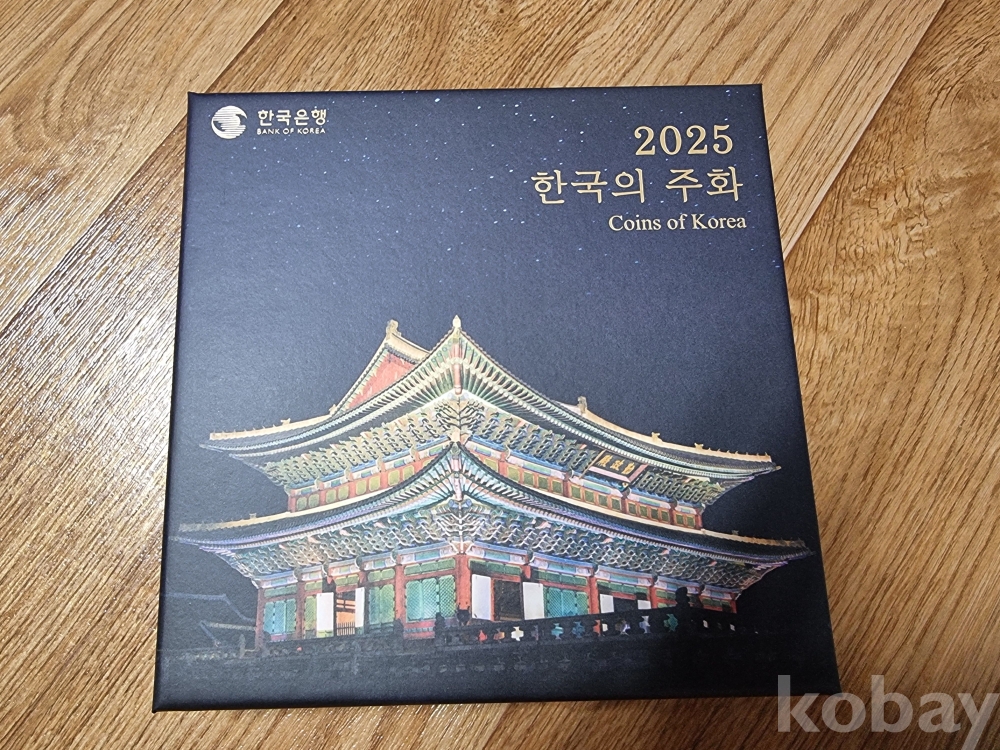 한국은행
BANK OF KOREA
2025
한국의 주화
Coins of Korea
kobay